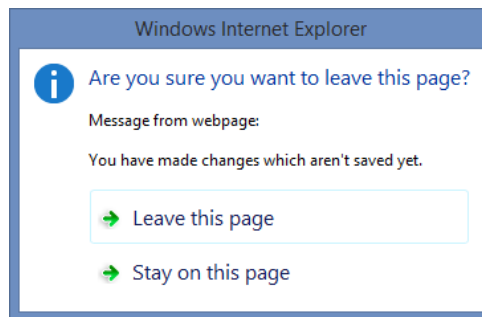 Windows Internet Explorer
Are you sure you want to leave this page?
Message from webpage:
You have made changes which aren't saved yet.
Leave this page
Stay on this page